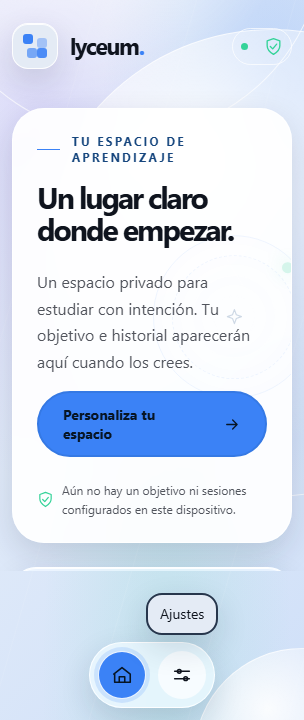 lyceum.
TU ESPACIO DE
APRENDIZAJE
Un lugar claro
donde empezar.
Un espacio privado para
estudiar con intención. Tu
objetivo e historial aparecerán
aquí cuando los crees.
Personaliza tu
espacio
Aún no hay un objetivo ni sesiones
configurados en este dispositivo.
Ajustes